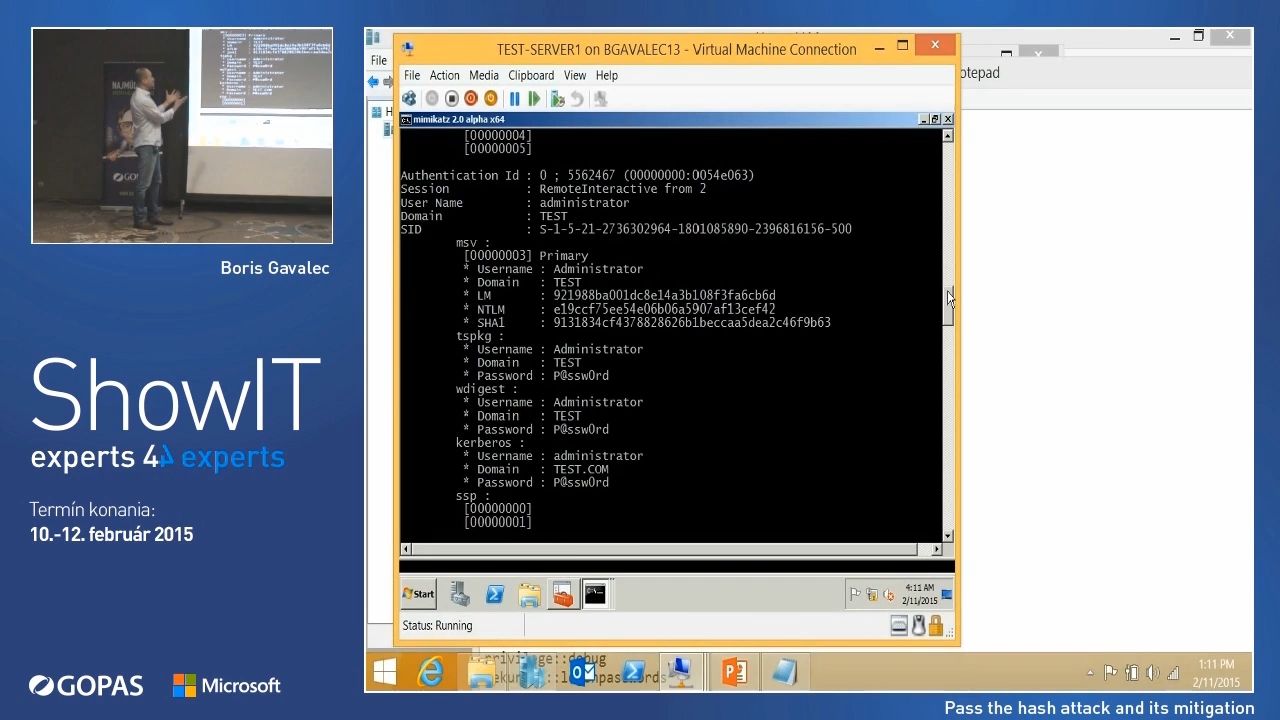 TEST-SERVER1 on BGAVALEC13 - Virtual Machine Connection
File Action Media Clipboard View Help
File
otepad
mimikatz 2.0 alpha x64
[00000004]
[00000005]
Authentication Id : 0 ; 5562467 (00000000:0054e063)
Session : RemoteInteractive from 2
User Name : administrator
Domain : TEST
SID : S-1-5-21-2736302964-1801085890-2396816156-500
msv :
[00000003] Primary
* Username : Administrator
* Domain : TEST
* LM : 921988ba001dc8e14a3b108f3fa6cb6d
* NTLM : e19ccf75ee54e06b06a5907af13cef42
* SHA1 : 9131834cf4378828626b1beccaa5dea2c46f9b63
tspkg :
* Username : Administrator
* Domain : TEST
* Password : P@ssw0rd
wdigest :
* Username : Administrator
* Domain : TEST
* Password : P@ssw0rd
kerberos :
* Username : administrator
* Domain : TEST.COM
* Password : P@ssw0rd
ssp :
[00000000]
[00000001]
Start
4:11 AM
2/11/2015
Status: Running
1:11 PM
2/11/2015
Boris Gavalec
ShowIT
experts 4 experts
Termín konania:
10.-12. február 2015
GOPAS Microsoft
Pass the hash attack and its mitigation